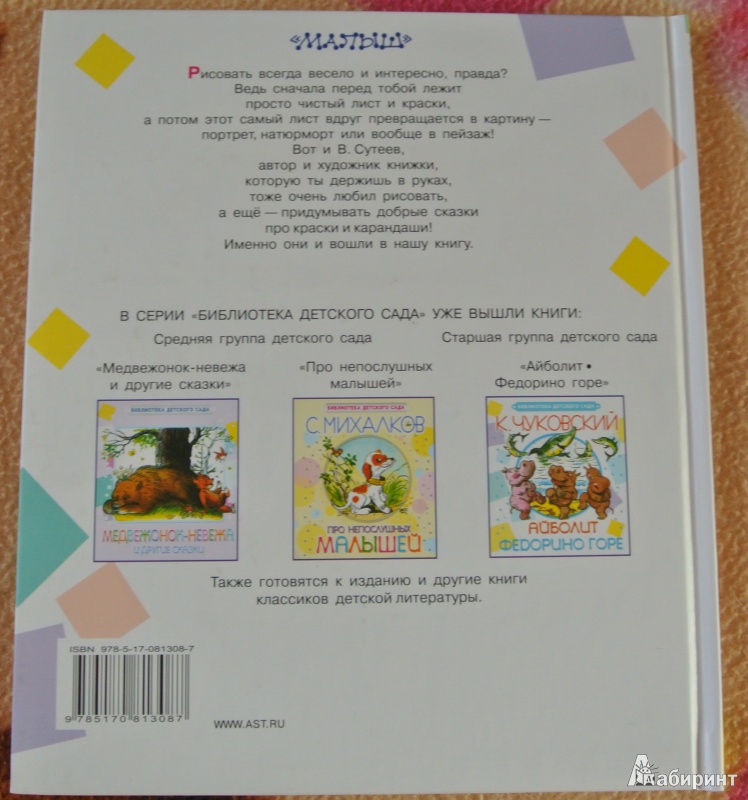 «МАЛЫШ»
Рисовать всегда весело и интересно, правда?
Ведь сначала перед тобой лежит
просто чистый лист и краски,
а потом этот самый лист вдруг превращается в картину —
портрет, натюрморт или вообще в пейзаж!
Вот и В. Сутеев,
автор и художник книжки,
которую ты держишь в руках,
тоже очень любил рисовать,
а ещё — придумывать добрые сказки
про краски и карандаши!
Именно они и вошли в нашу книгу.
В СЕРИИ «БИБЛИОТЕКА ДЕТСКОГО САДА» УЖЕ ВЫШЛИ КНИГИ:
Средняя группа детского сада
Старшая группа детского сада
«Медвежонок-невежа
и другие сказки»
«Про непослушных
малышей»
«Айболит •
Федорино горе»
БИБЛИОТЕКА ДЕТСКОГО САДА
МЕДВЕЖОНОК-НЕВЕЖА
И ДРУГИЕ СКАЗКИ
БИБЛИОТЕКА ДЕТСКОГО САДА
С. МИХАЛКОВ
ПРО НЕПОСЛУШНЫХ
МАЛЫШЕЙ
БИБЛИОТЕКА ДЕТСКОГО САДА
К. ЧУКОВСКИЙ
АЙБОЛИТ
ФЕДОРИНО ГОРЕ
Также готовятся к изданию и другие книги
классиков детской литературы.
ISBN 978-5-17-081308-7
9 785170 813087
WWW.AST.RU
Лабиринт